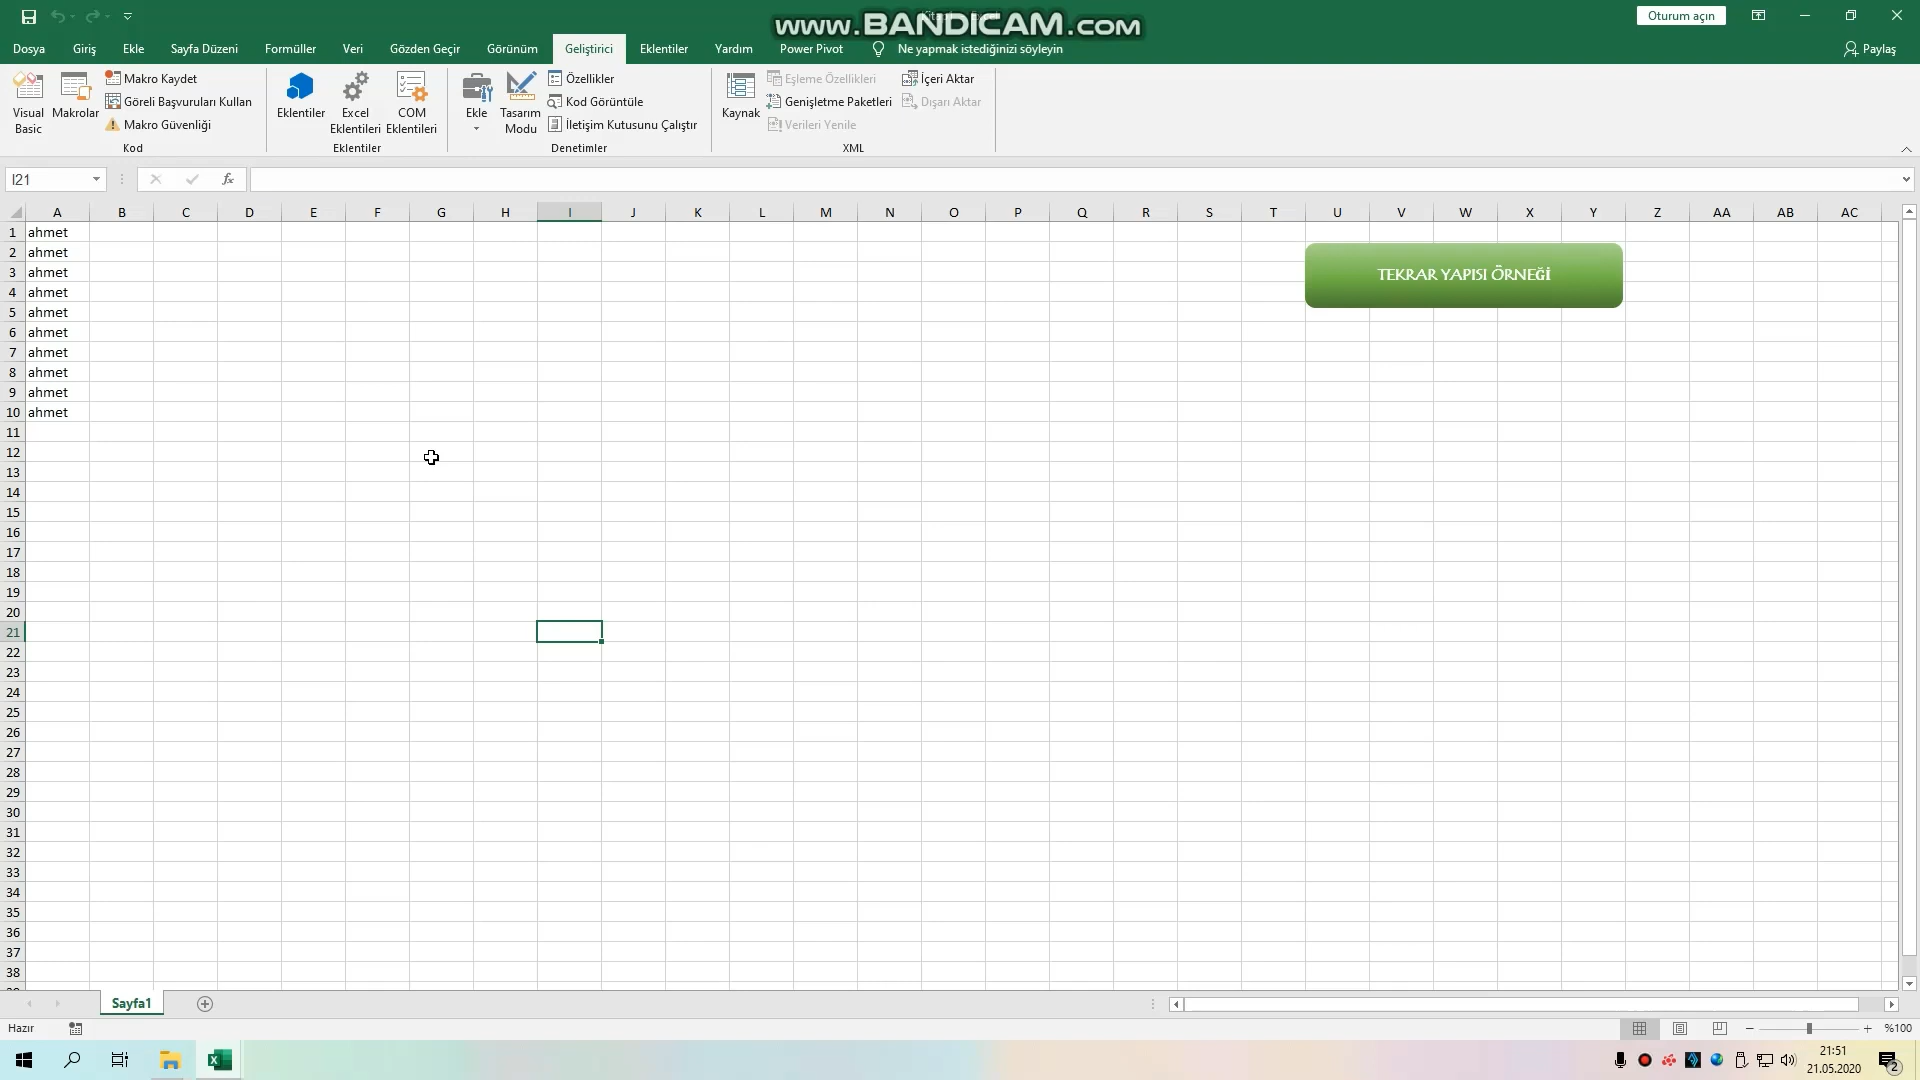 www.BANDICAM.com
Oturum açın
Dosya Giriş Ekle Sayfa Düzeni Formüller Veri Gözden Geçir Görünüm Geliştirici Eklentiler Yardım Power Pivot Ne yapmak istediğinizi söyleyin Paylaş
Visual Basic
Makrolar
Makro Kaydet
Göreli Başvuruları Kullan
Makro Güvenliği
Kod
Eklentiler
Excel Eklentileri
COM Eklentileri
Eklentiler
Ekle
Tasarım Modu
Özellikler
Kod Görüntüle
İletişim Kutusunu Çalıştır
Denetimler
Kaynak
Eşleme Özellikleri
Genişletme Paketleri
Verileri Yenile
İçeri Aktar
Dışarı Aktar
XML
I21
fx
A B C D E F G H I J K L M N O P Q R S T U V W X Y Z AA AB AC
1 ahmet
2 ahmet
3 ahmet
4 ahmet
5 ahmet
6 ahmet
7 ahmet
8 ahmet
9 ahmet
10 ahmet
11
12
13
14
15
16
17
18
19
20
21
22
23
24
25
26
27
28
29
30
31
32
33
34
35
36
37
38
TEKRAR YAPISI ÖRNEĞİ
Sayfa1
Hazır
%100
21:51
21.05.2020
2